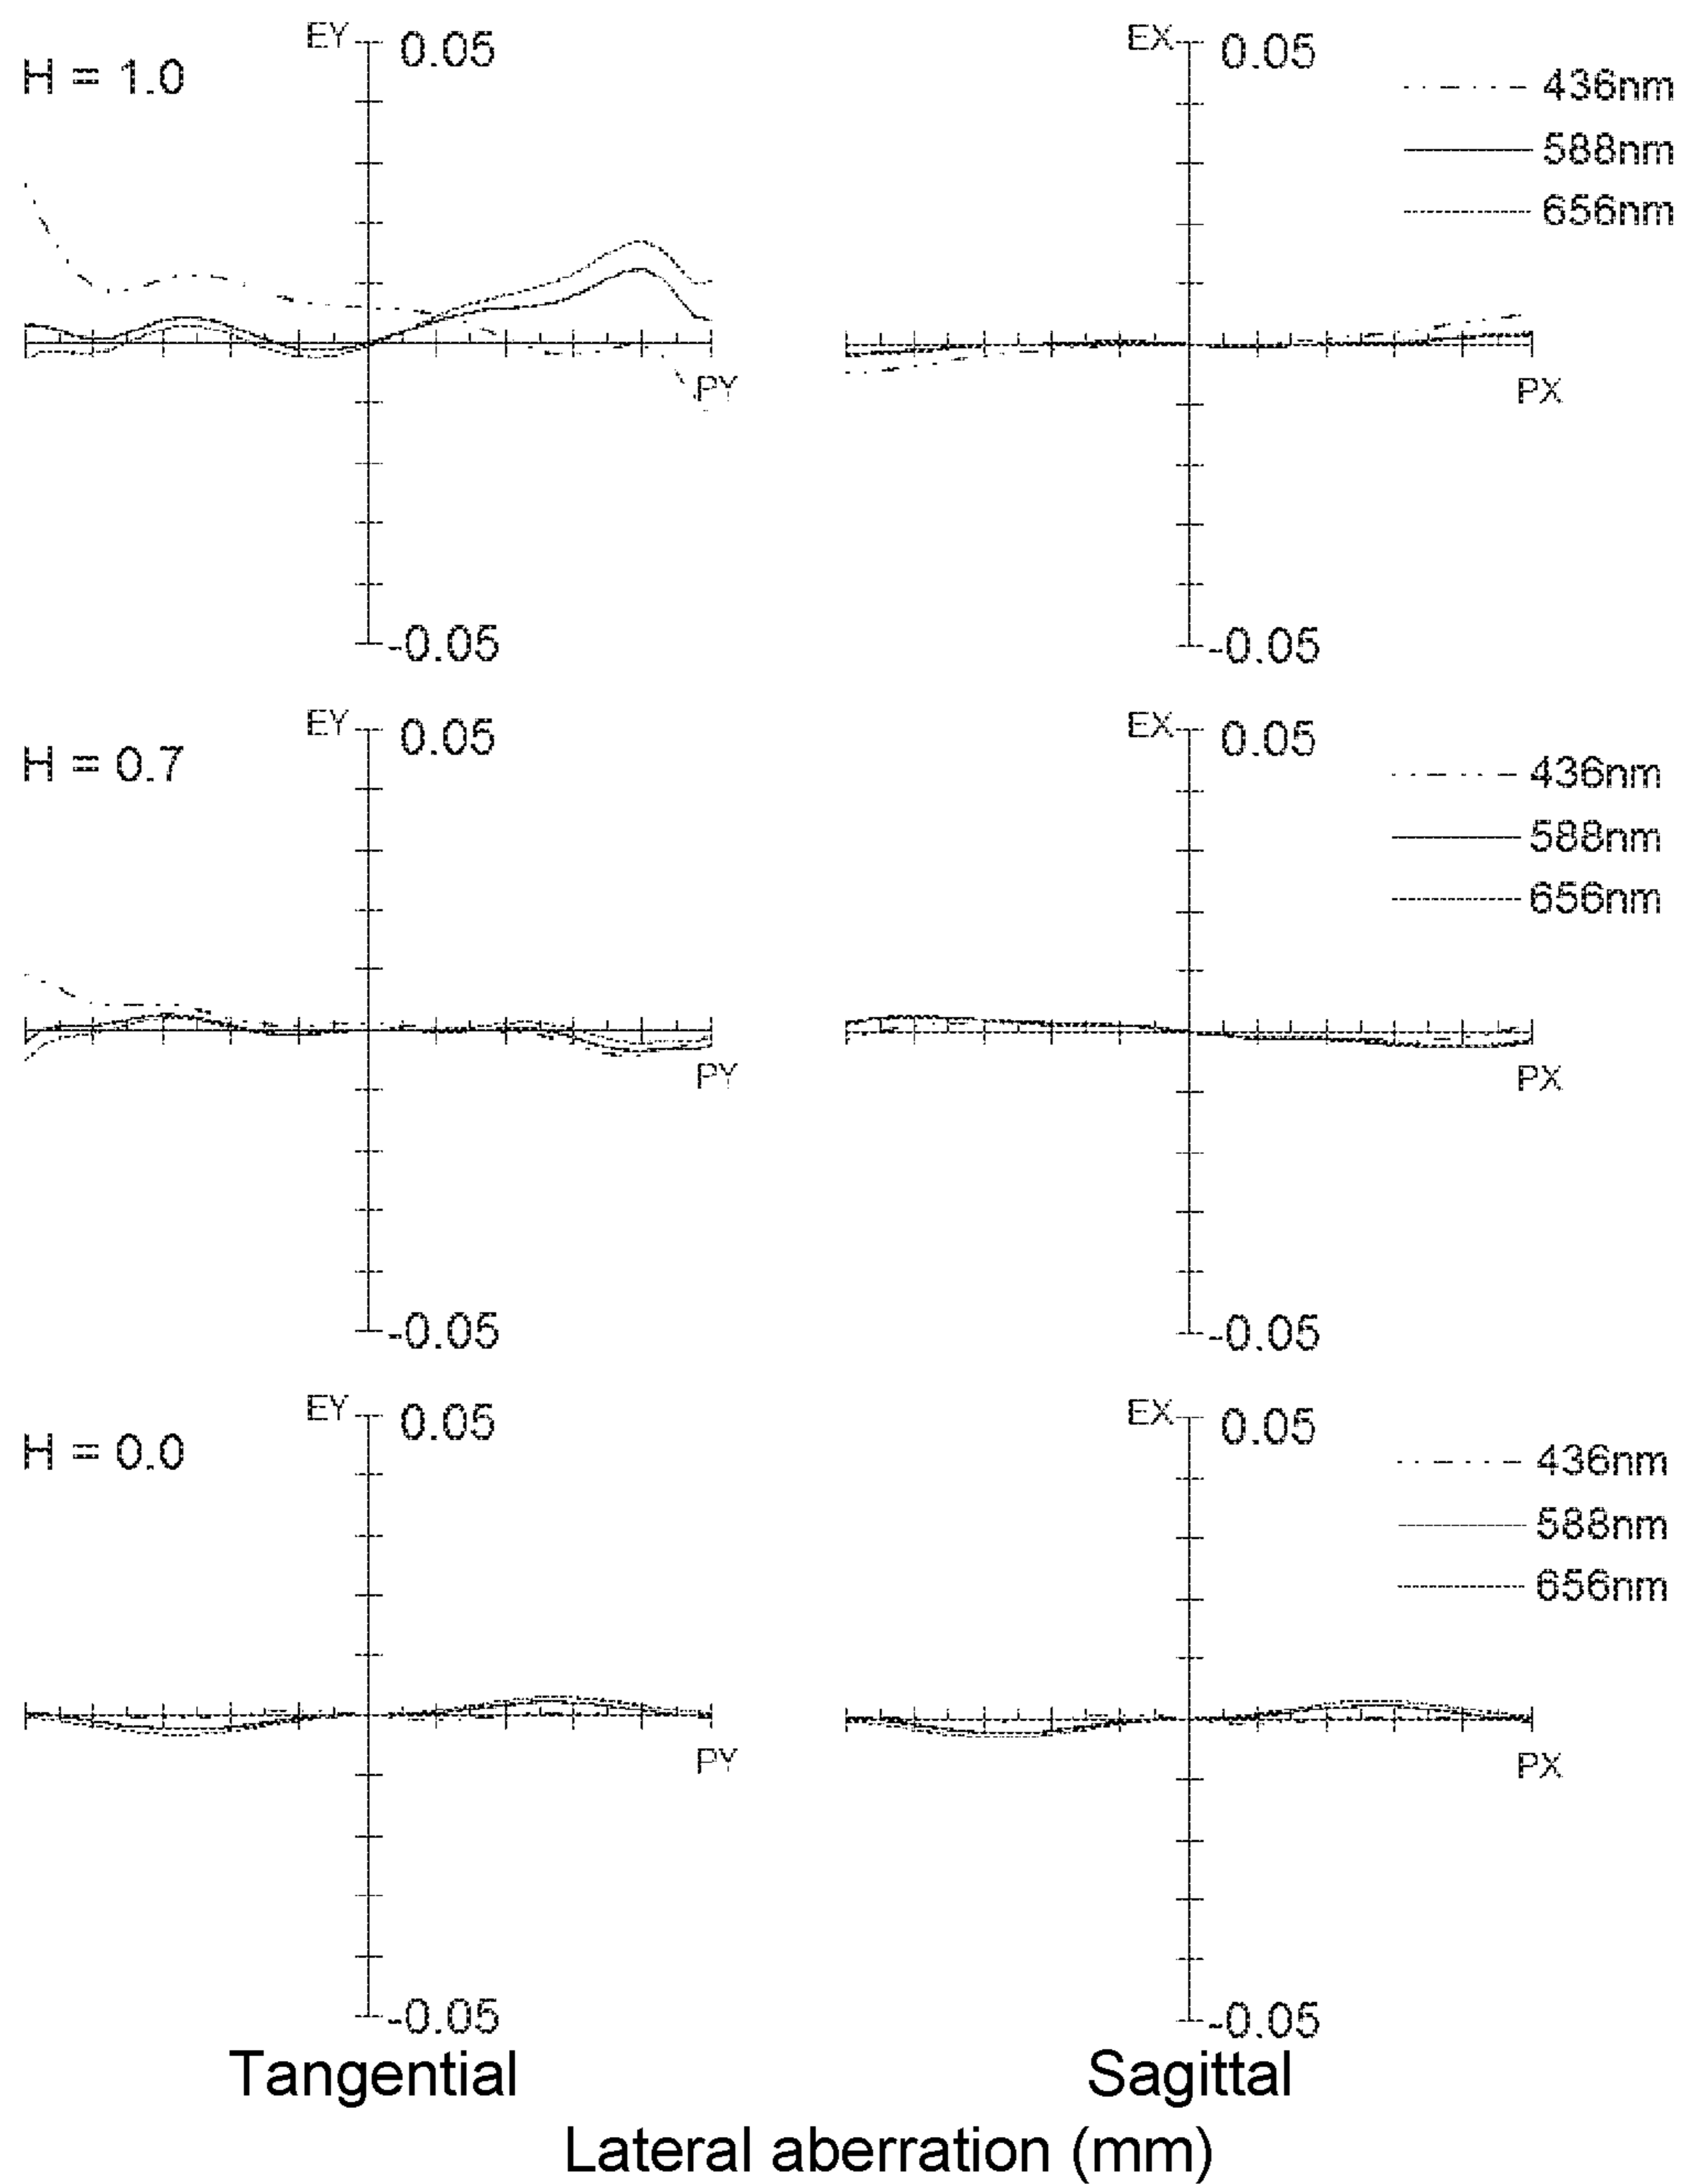 EY 0.05 EX 0.05
H = 1.0
436nm
588nm
656nm
PY PX
-0.05 -0.05
EY 0.05 EX 0.05
H = 0.7
436nm
588nm
656nm
PY PX
-0.05 -0.05
EY 0.05 EX 0.05
H = 0.0
436nm
588nm
656nm
PY PX
-0.05 -0.05
Tangential Sagittal
Lateral aberration (mm)